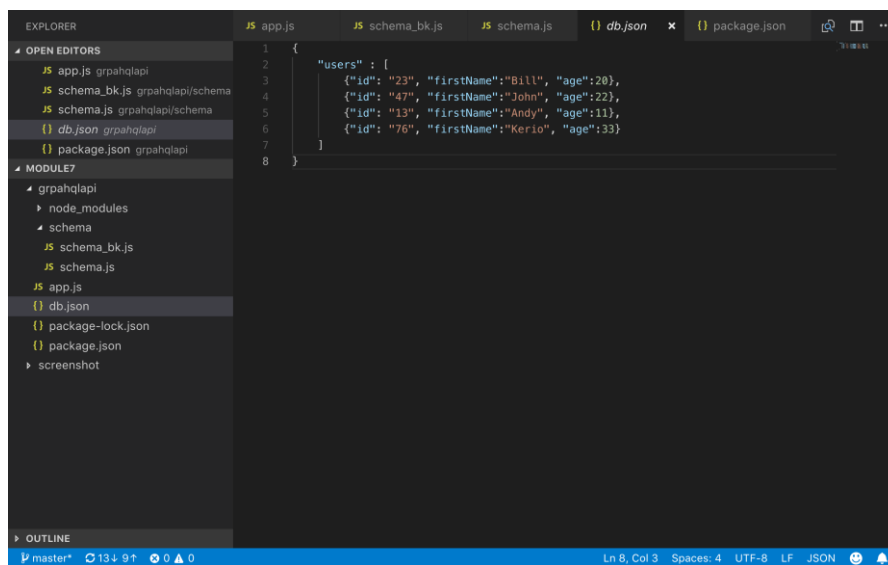 EXPLORER
OPEN EDITORS
JS app.js grpahqlapi
JS schema_bk.js grpahqlapi/schema
JS schema.js grpahqlapi/schema
{} db.json grpahqlapi
{} package.json grpahqlapi
MODULE7
grpahqlapi
node_modules
schema
JS schema_bk.js
JS schema.js
JS app.js
{} db.json
{} package-lock.json
{} package.json
screenshot
OUTLINE
JS app.js JS schema_bk.js JS schema.js {} db.json × {} package.json
1 {
2 "users" : [
3 {"id": "23", "firstName":"Bill", "age":20},
4 {"id": "47", "firstName":"John", "age":22},
5 {"id": "13", "firstName":"Andy", "age":11},
6 {"id": "76", "firstName":"Kerio", "age":33}
7 ]
8 }
master* 13↓ 9↑ 0 0 Ln 8, Col 3 Spaces: 4 UTF-8 LF JSON